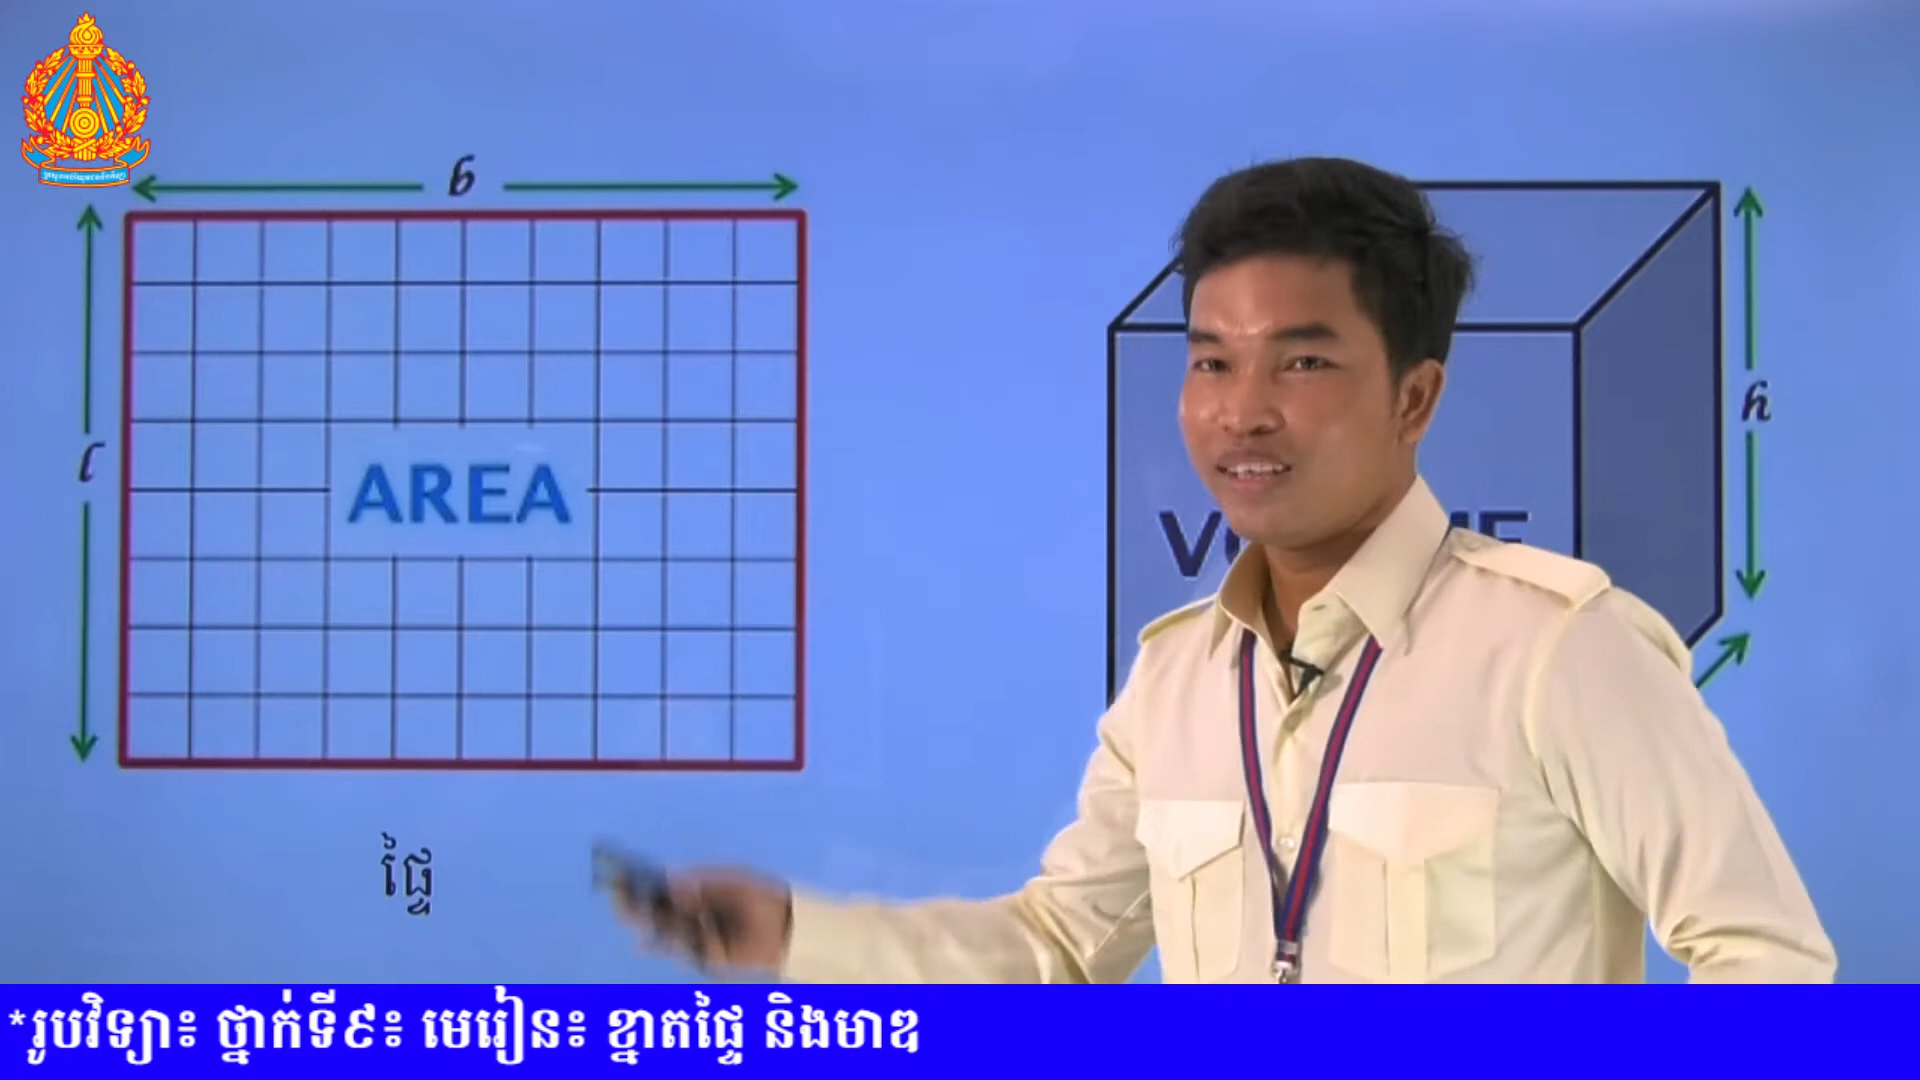 b
l
AREA
h
ផ្ទៃ
*រូបវិទ្យា៖ ថ្នាក់ទី៩៖ មេរៀន៖ ខ្នាតផ្ទៃ និងមាឌ